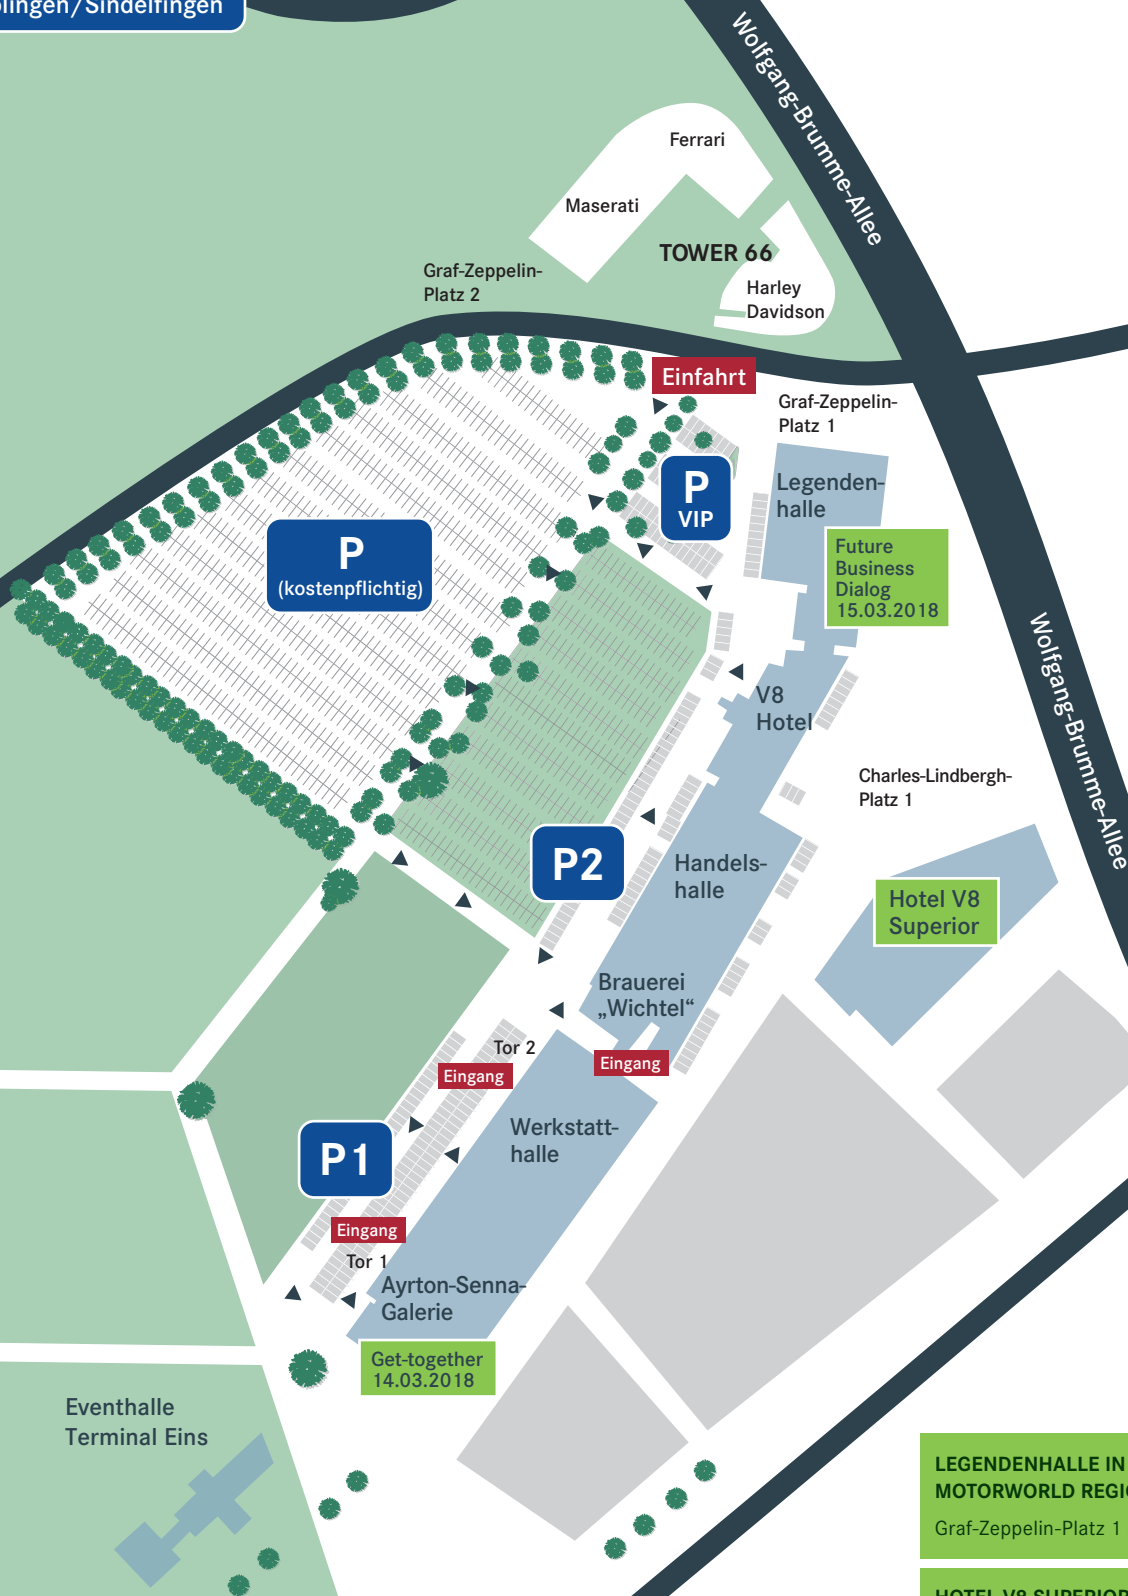 Sindelfingen
Wolfgang-Brumme-Allee
Ferrari
Maserati
TOWER 66
Graf-Zeppelin-
Platz 2
Harley
Davidson
Einfahrt
Graf-Zeppelin-
Platz 1
P
VIP
Legenden-
halle
P
(kostenpflichtig)
Future
Business
Dialog
15.03.2018
Wolfgang-Brumme-Allee
V8
Hotel
Charles-Lindbergh-
Platz 1
P2
Handels-
halle
Hotel V8
Superior
Brauerei
„Wichtel“
Tor 2
Eingang
Eingang
Werkstatt-
halle
P1
Eingang
Tor 1
Ayrton-Senna-
Galerie
Get-together
14.03.2018
Eventhalle
Terminal Eins
LEGENDENHALLE IN
MOTORWORLD
Graf-Zeppelin-Platz 1
HOTEL V8 SUPERIOR